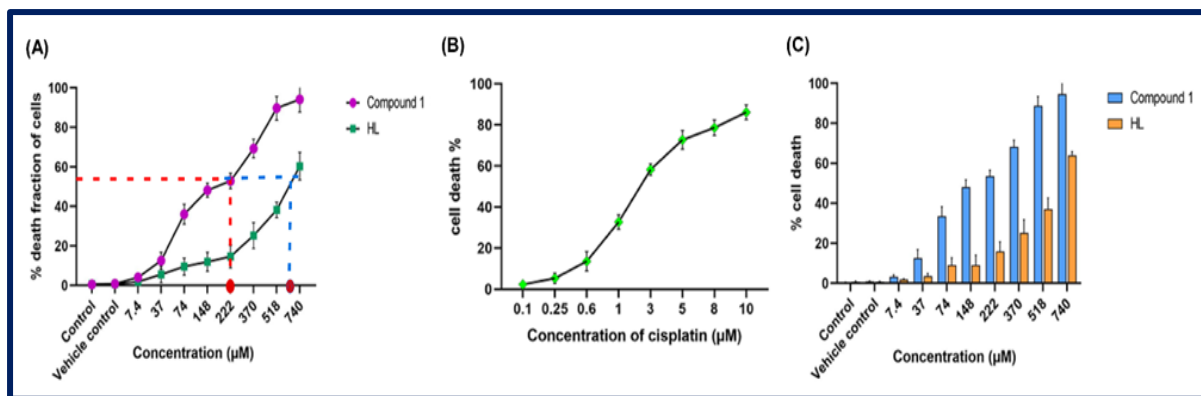 (A)
% death fraction of cells
100
80
60
40
20
0
Control
Vehicle control
7.4
37
74
148
222
370
518
740
Concentration (µM)
Compound 1
HL
(B)
cell death %
100
80
60
40
20
0
0.1
0.25
0.6
1
3
5
8
10
Concentration of cisplatin (µM)
(C)
% cell death
100
80
60
40
20
0
Control
Vehicle control
7.4
37
74
148
222
370
518
740
Concentration (µM)
Compound 1
HL